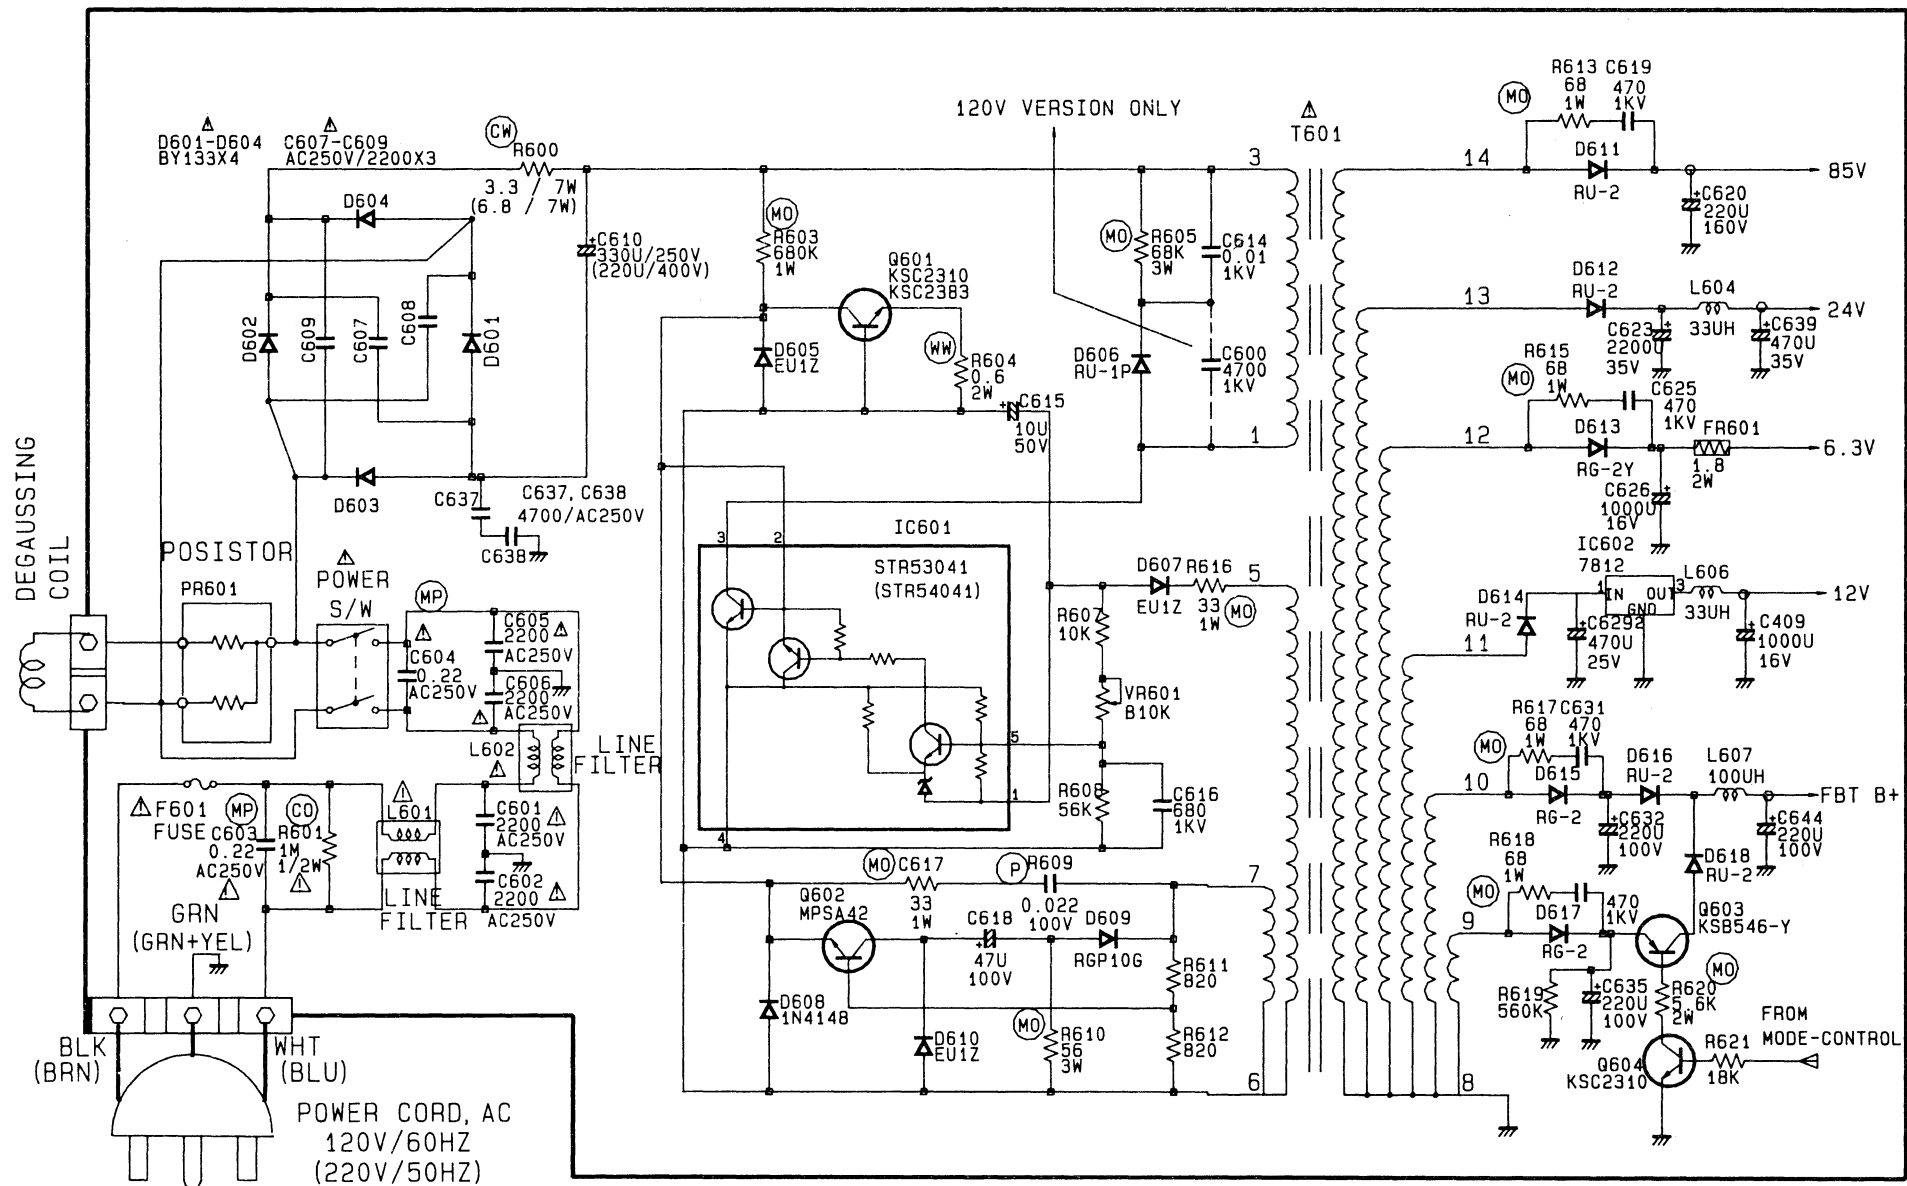 D601-D604
BY133X4
C607-C609
AC250V/2200X3
CW
R600
3.3 / 7W
(6.8 / 7W)
D604
C610
330U/250V
(220U/400V)
D602
C609
C607
C608
D601
D603
C637
C637, C638
4700/AC250V
C638
MO
R603
680K
1W
D605
EU1Z
Q601
KSC2310
KSC2383
WW
R604
0.6
2W
C615
10U
50V
120V VERSION ONLY
MO
R605
68K
3W
C614
0.01
1KV
D606
RU-1P
C600
4700
1KV
3
1
T601
14
13
12
11
10
9
8
MO
R613
68
1W
C619
470
1KV
D611
RU-2
C620
220U
160V
85V
D612
RU-2
L604
33UH
C623
2200U
35V
C639
470U
35V
24V
R615
68
1W
MO
C625
470
1KV
D613
RG-2Y
FR601
1.8
2W
C626
1000U
16V
6.3V
IC602
7812
1
IN
OUT
3
GND
D614
RU-2
L606
33UH
C6292
470U
25V
C409
1000U
16V
12V
R617
68
1W
C631
470
1KV
MO
D615
RG-2
D616
RU-2
L607
100UH
C632
220U
100V
C644
220U
100V
FBT B+
R618
68
1W
MO
470
1KV
D617
RG-2
D618
RU-2
Q603
KSB546-Y
R619
560K
C635
220U
100V
MO
R620
5.6K
2W
Q604
KSC2310
R621
18K
FROM
MODE-CONTROL
DEGAUSSING
COIL
POSISTOR
PR601
POWER
S/W
MP
C604
0.22
AC250V
C605
2200
AC250V
C606
2200
AC250V
L602
LINE
FILTER
F601
FUSE
MP
C603
0.22
AC250V
CO
R601
1M
1/2W
L601
LINE
FILTER
C601
2200
AC250V
C602
2200
AC250V
GRN
(GRN+YEL)
BLK
(BRN)
WHT
(BLU)
POWER CORD, AC
120V/60HZ
(220V/50HZ)
IC601
STR53041
(STR54041)
3
2
5
1
4
D607
EU1Z
R616
33
1W
MO
5
R607
10K
VR601
B10K
R608
56K
C616
680
1KV
MO
C617
33
1W
P
R609
0.022
100V
7
6
Q602
MPSA42
C618
47U
100V
D609
RGP10G
R611
820
R612
820
D608
1N4148
D610
EU1Z
MO
R610
56
3W